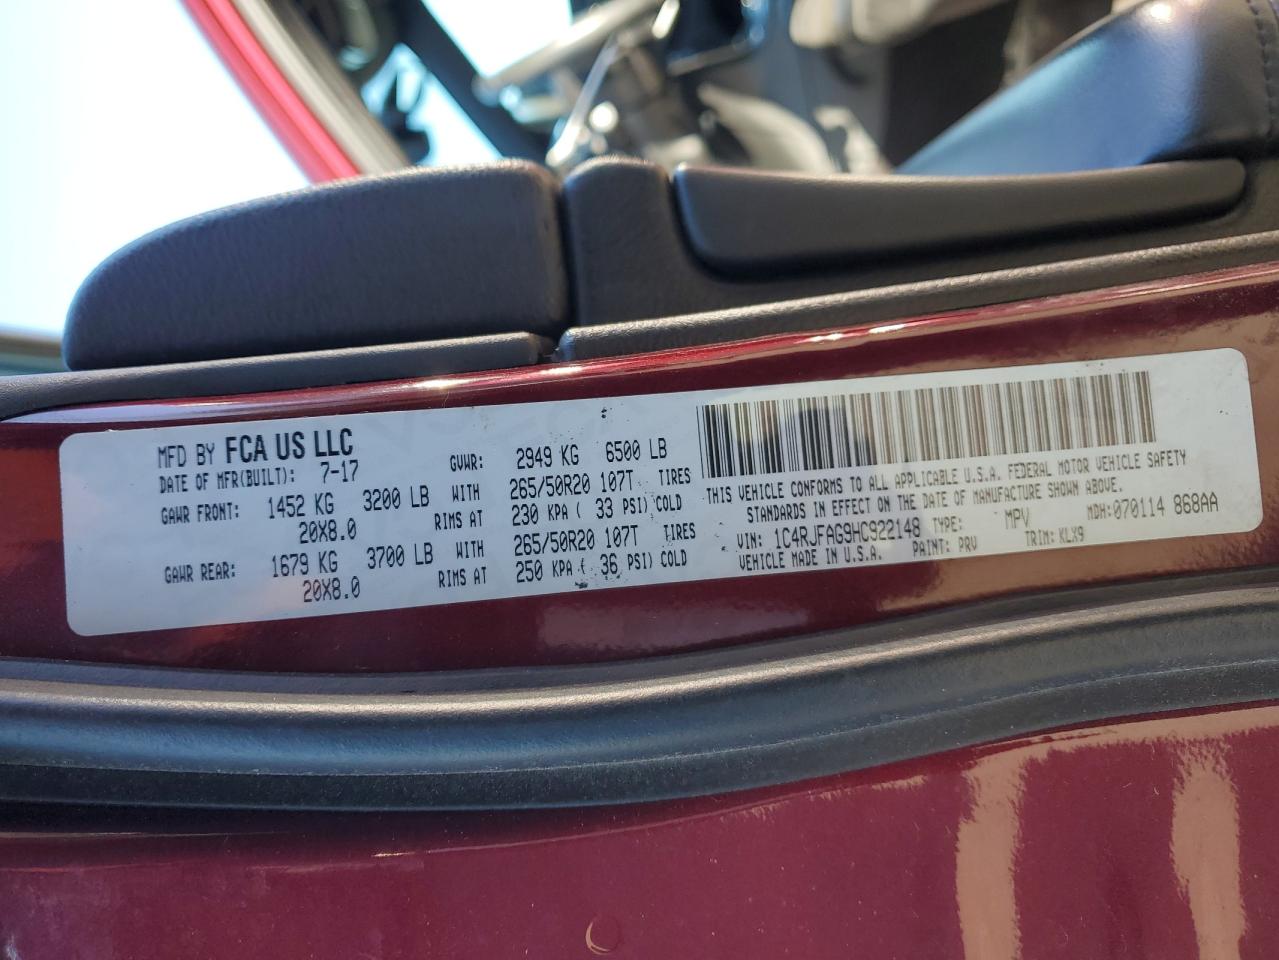 MFD BY FCA US LLC
DATE OF MFR(BUILT): 7-17 GVWR: 2949 KG 6500 LB
GAWR FRONT: 1452 KG 3200 LB WITH 265/50R20 107T TIRES
20X8.0 RIMS AT 230 KPA ( 33 PSI) COLD
GAWR REAR: 1679 KG 3700 LB WITH 265/50R20 107T TIRES
20X8.0 RIMS AT 250 KPA ( 36 PSI) COLD
THIS VEHICLE CONFORMS TO ALL APPLICABLE U.S.A. FEDERAL MOTOR VEHICLE SAFETY
STANDARDS IN EFFECT ON THE DATE OF MANUFACTURE SHOWN ABOVE.
VIN: 1C4RJFAG9HC922148 TYPE: MPV MDH:070114 868AA
VEHICLE MADE IN U.S.A. PAINT: PRV TRIM: KLX9